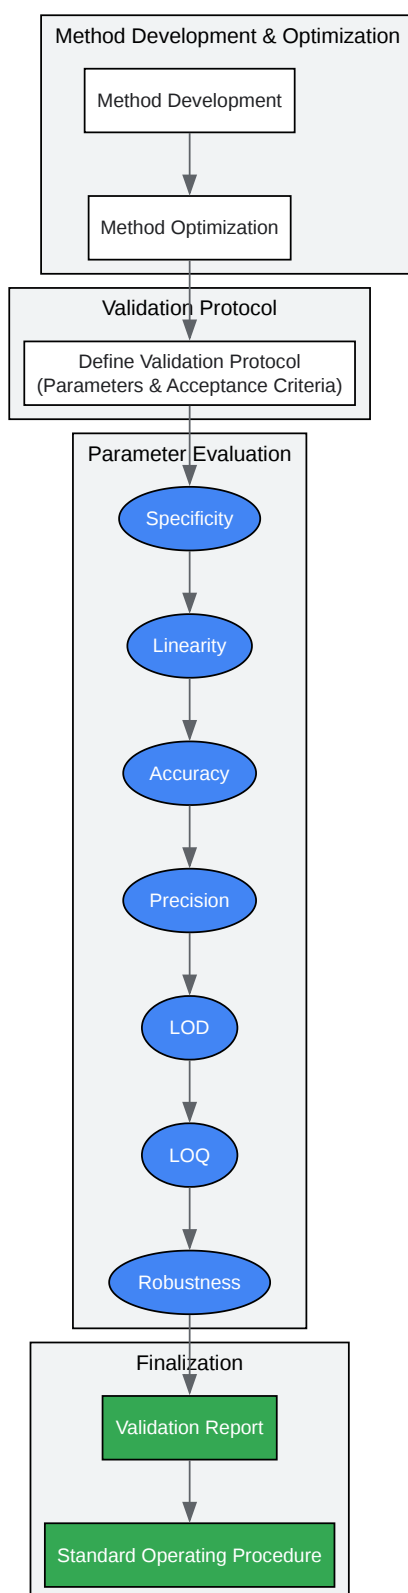 Method Development & Optimization
Method Development
Method Optimization
Validation Protocol
Define Validation Protocol
(Parameters & Acceptance Criteria)
Parameter Evaluation
Specificity
Linearity
Accuracy
Precision
LOD
LOQ
Robustness
Finalization
Validation Report
Standard Operating Procedure